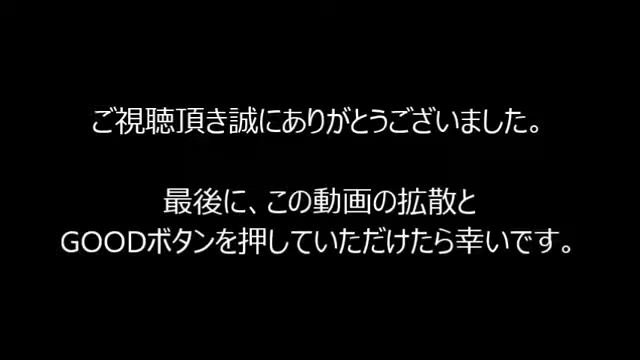 ご視聴頂き誠にありがとうございました。
最後に、この動画の拡散と
GOODボタンを押していただけたら幸いです。